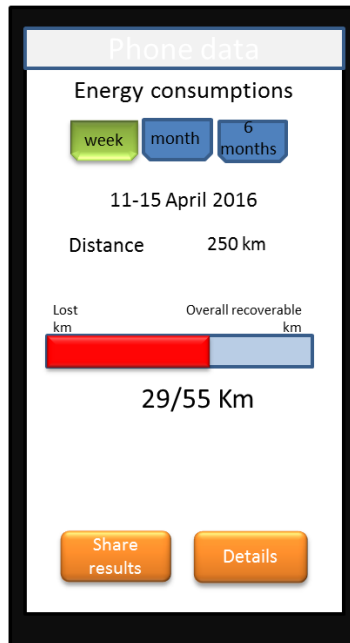 Phone data
Energy consumptions
week
month
6
months
11-15 April 2016
Distance 250 km
Lost
km
Overall recoverable
km
29/55 Km
Share
results
Details